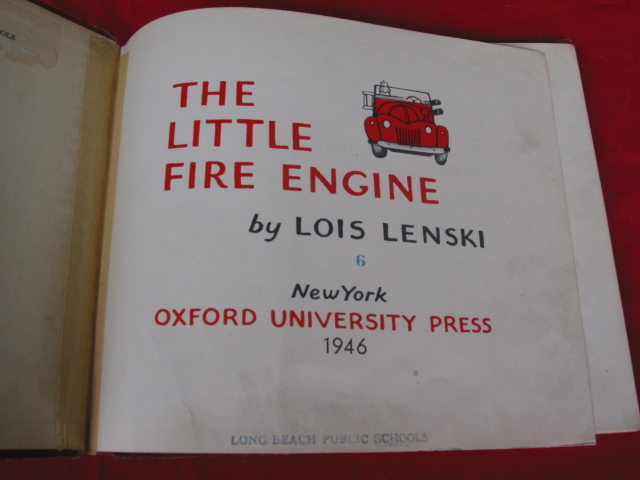 THE
LITTLE
FIRE ENGINE
by LOIS LENSKI
6
New York
OXFORD UNIVERSITY PRESS
1946
LONG BEACH PUBLIC SCHOOLS